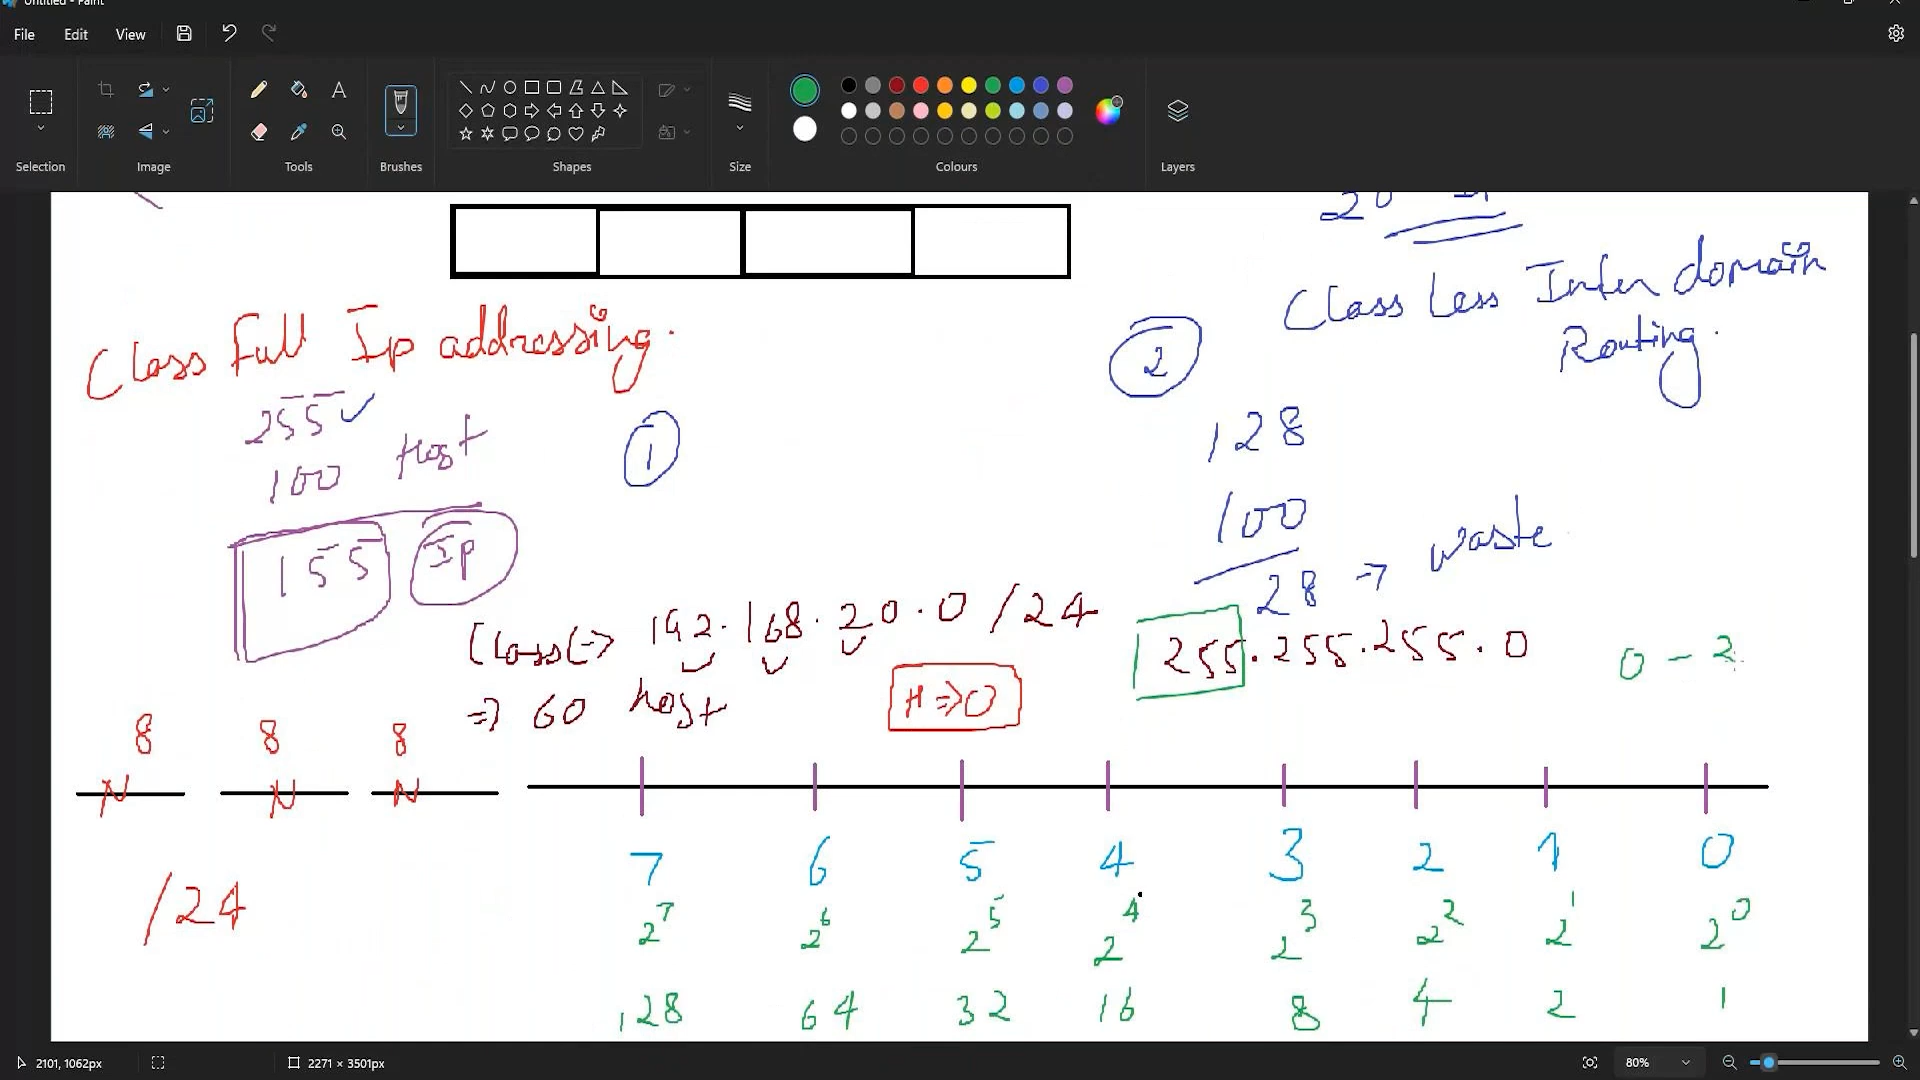 Untitled - Paint
File Edit View
Selection Image Tools Brushes Shapes Size Colours Layers
Class Full Ip addressing.
Class Less Inter domain
Routing.
255
100 Host
155 Ip
1
2
128
100
28 => waste
Class C-> 192.168.20.0 /24
=> 60 host
H => 0
255.255.255.0
0 - 2
8 8 8
N N N
/24
7 6 5 4 3 2 1 0
2^7 2^6 2^5 2^4 2^3 2^2 2^1 2^0
128 64 32 16 8 4 2 1
2101, 1062px 2271 × 3501px 80%